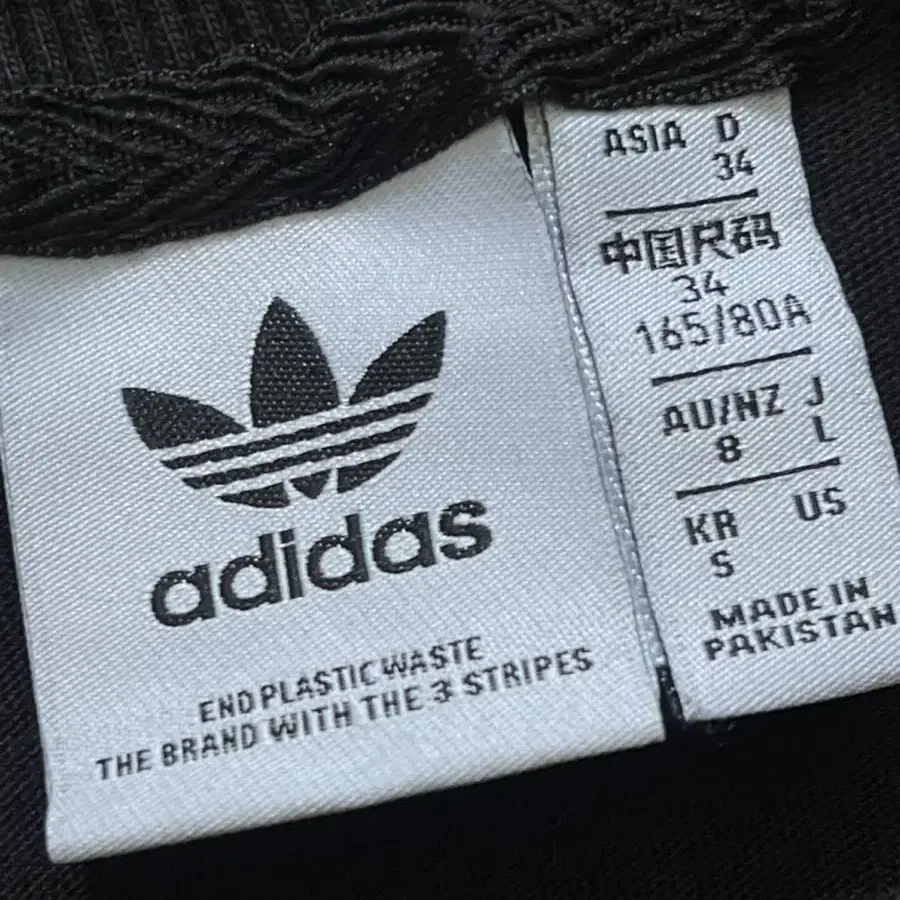 adidas
END PLASTIC WASTE
THE BRAND WITH THE 3 STRIPES
ASIA D
34
中国尺码
34
165/80A
AU/NZ J
8 L
KR US
S
MADE IN
PAKISTAN